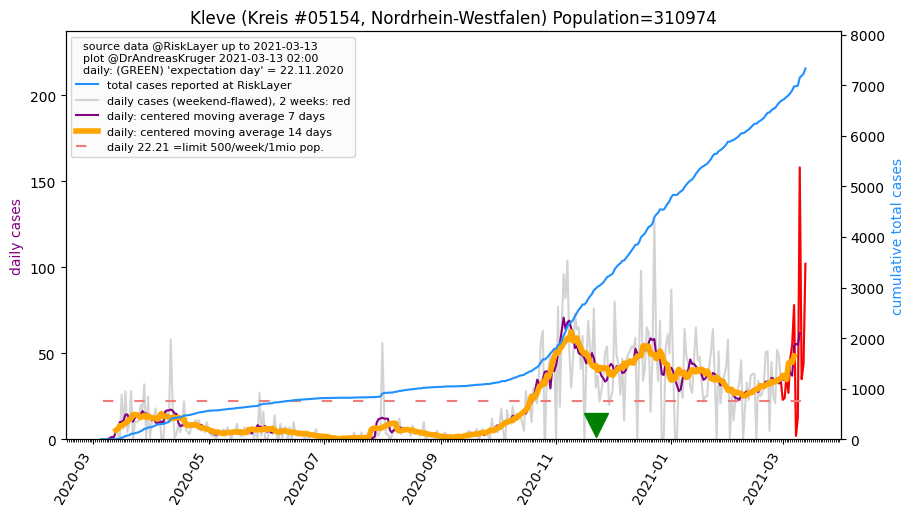 Kleve (Kreis #05154, Nordrhein-Westfalen) Population=310974
source data @RiskLayer up to 2021-03-13
plot @DrAndreasKruger 2021-03-13 02:00
daily: (GREEN) 'expectation day' = 22.11.2020
total cases reported at RiskLayer
daily cases (weekend-flawed), 2 weeks: red
daily: centered moving average 7 days
daily: centered moving average 14 days
daily 22.21 =limit 500/week/1mio pop.
daily cases
200
150
100
50
0
cumulative total cases
8000
7000
6000
5000
4000
3000
2000
1000
0
2020-03
2020-05
2020-07
2020-09
2020-11
2021-01
2021-03